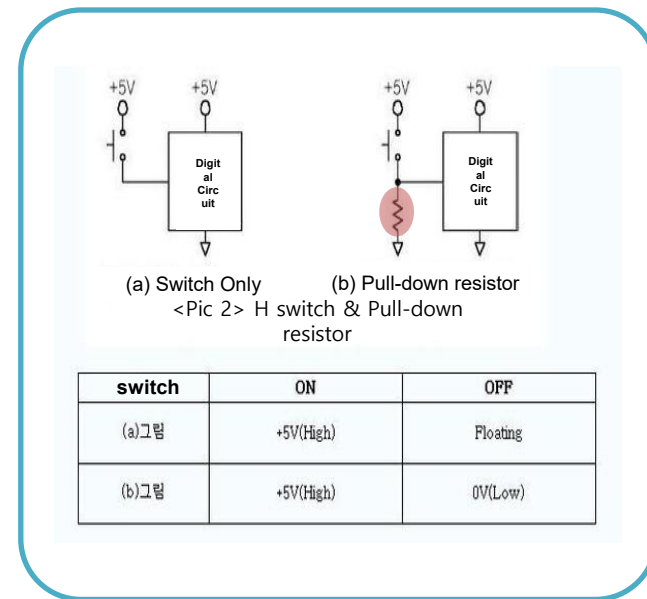 +5V +5V +5V +5V
Digit
al
Circ
uit
Digit
al
Circ
uit
(a) Switch Only (b) Pull-down resistor
<Pic 2> H switch & Pull-down
resistor
switch ON OFF
(a)그림 +5V(High) Floating
(b)그림 +5V(High) 0V(Low)